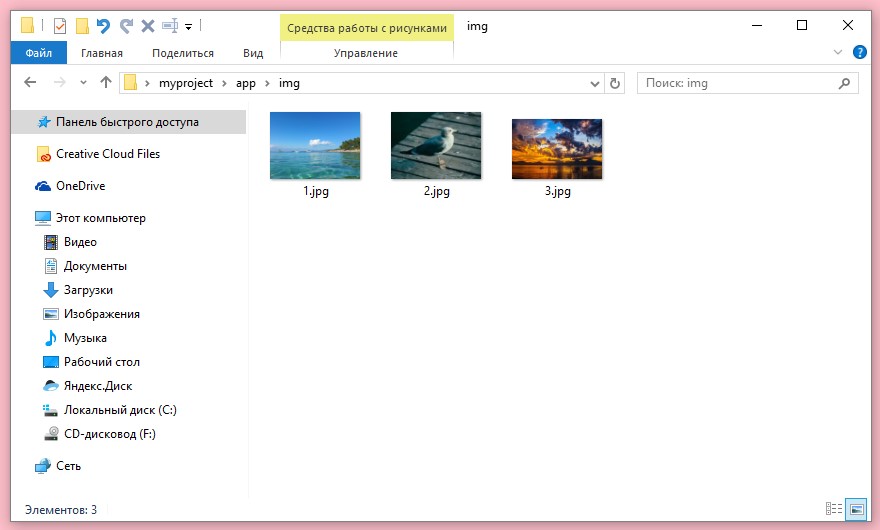 Средства работы с рисунками
img
Файл
Главная
Поделиться
Вид
Управление
myproject
app
img
Поиск: img
Панель быстрого доступа
Creative Cloud Files
OneDrive
Этот компьютер
Видео
Документы
Загрузки
Изображения
Музыка
Рабочий стол
Яндекс.Диск
Локальный диск (C:)
CD-дисковод (F:)
Сеть
1.jpg
2.jpg
3.jpg
Элементов: 3